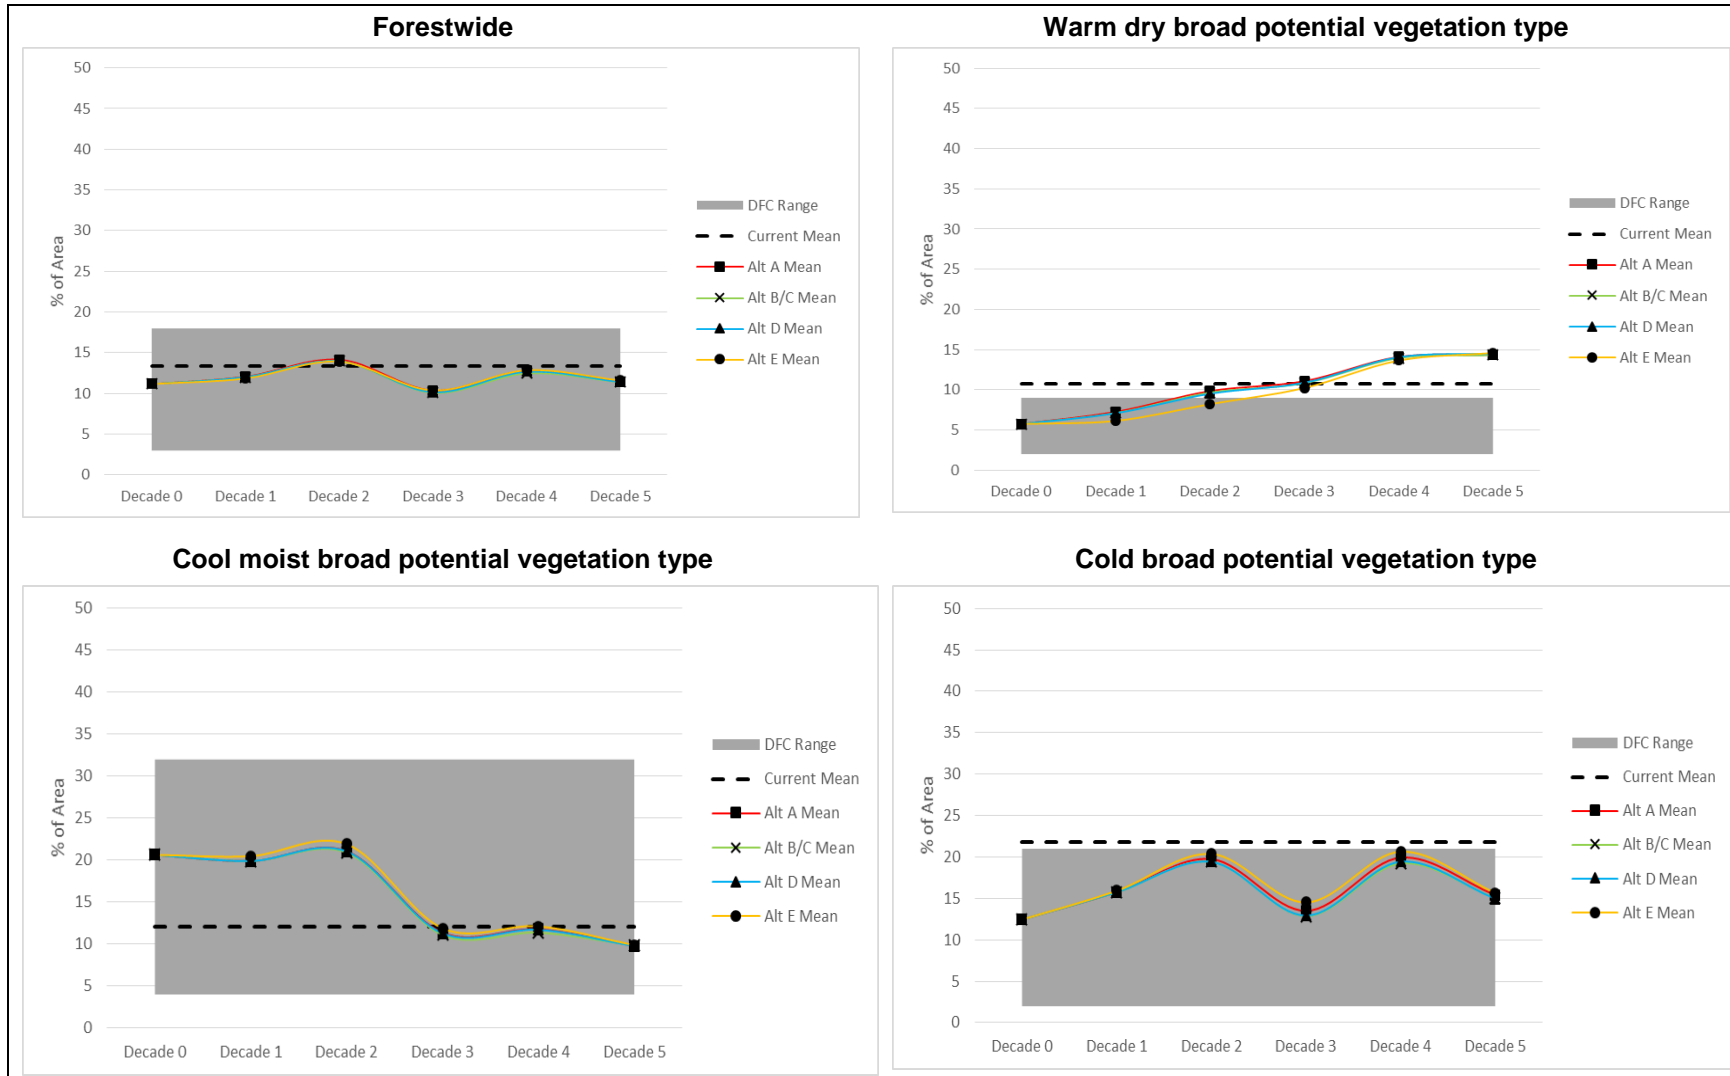 Forestwide
50
45
40
35
30
25
20
15
10
5
0
% of Area
Decade 0 Decade 1 Decade 2 Decade 3 Decade 4 Decade 5
DFC Range
Current Mean
Alt A Mean
Alt B/C Mean
Alt D Mean
Alt E Mean
Warm dry broad potential vegetation type
50
45
40
35
30
25
20
15
10
5
0
% of Area
Decade 0 Decade 1 Decade 2 Decade 3 Decade 4 Decade 5
DFC Range
Current Mean
Alt A Mean
Alt B/C Mean
Alt D Mean
Alt E Mean
Cool moist broad potential vegetation type
50
45
40
35
30
25
20
15
10
5
0
% of Area
Decade 0 Decade 1 Decade 2 Decade 3 Decade 4 Decade 5
DFC Range
Current Mean
Alt A Mean
Alt B/C Mean
Alt D Mean
Alt E Mean
Cold broad potential vegetation type
50
45
40
35
30
25
20
15
10
5
0
% of Area
Decade 0 Decade 1 Decade 2 Decade 3 Decade 4 Decade 5
DFC Range
Current Mean
Alt A Mean
Alt B/C Mean
Alt D Mean
Alt E Mean